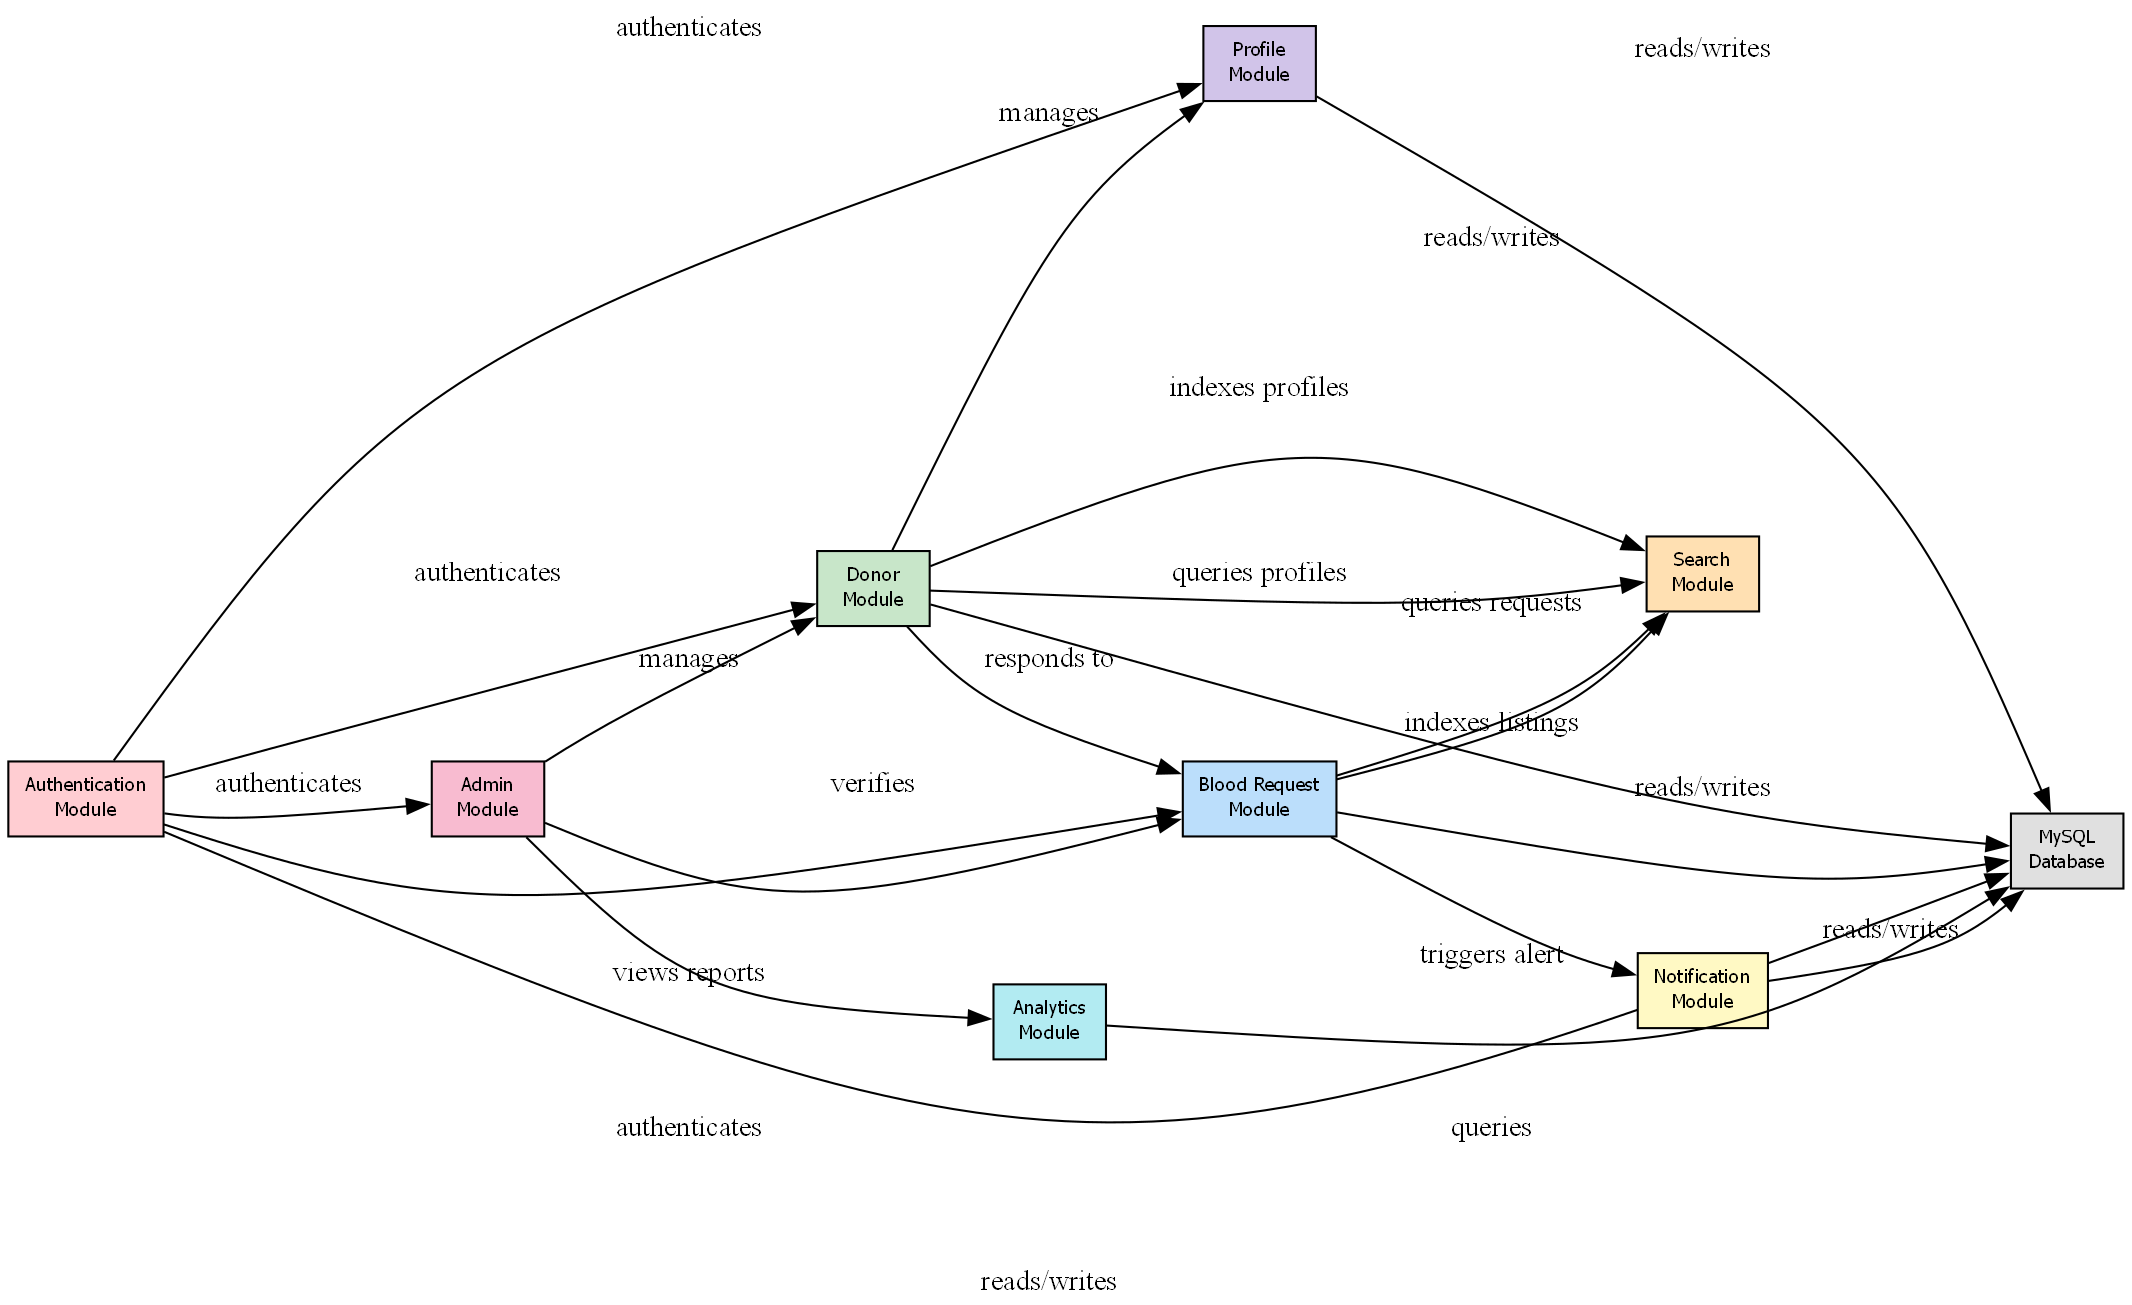 authenticates
Profile
Module
reads/writes
manages
reads/writes
indexes profiles
authenticates
Donor
Module
queries profiles
Search
Module
queries requests
manages
responds to
indexes listings
Authentication
Module
authenticates
Admin
Module
verifies
Blood Request
Module
reads/writes
MySQL
Database
reads/writes
triggers alert
views reports
Notification
Module
Analytics
Module
authenticates
queries
reads/writes